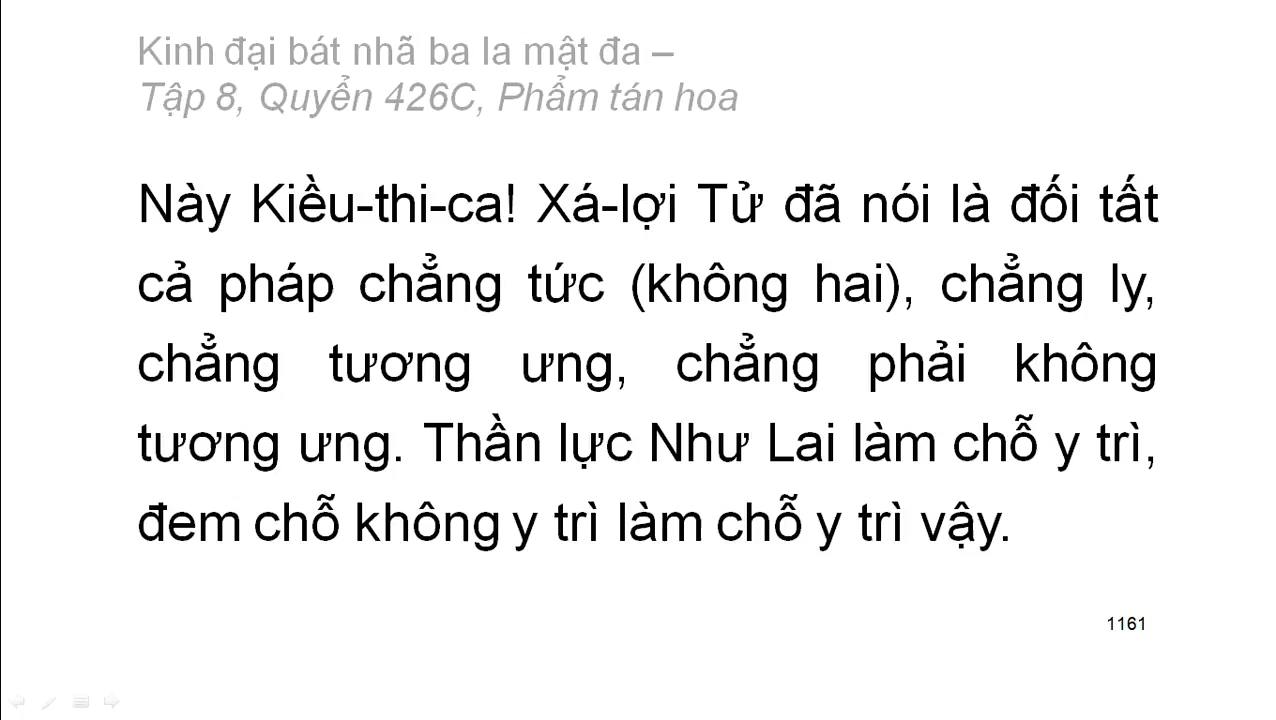 Kinh đại bát nhã ba la mật đa –
Tập 8, Quyển 426C, Phẩm tán hoa
Này Kiều-thi-ca! Xá-lợi Tử đã nói là đối tất
cả pháp chẳng tức (không hai), chẳng ly,
chẳng tương ưng, chẳng phải không
tương ưng. Thần lực Như Lai làm chỗ y trì,
đem chỗ không y trì làm chỗ y trì vậy.
1161